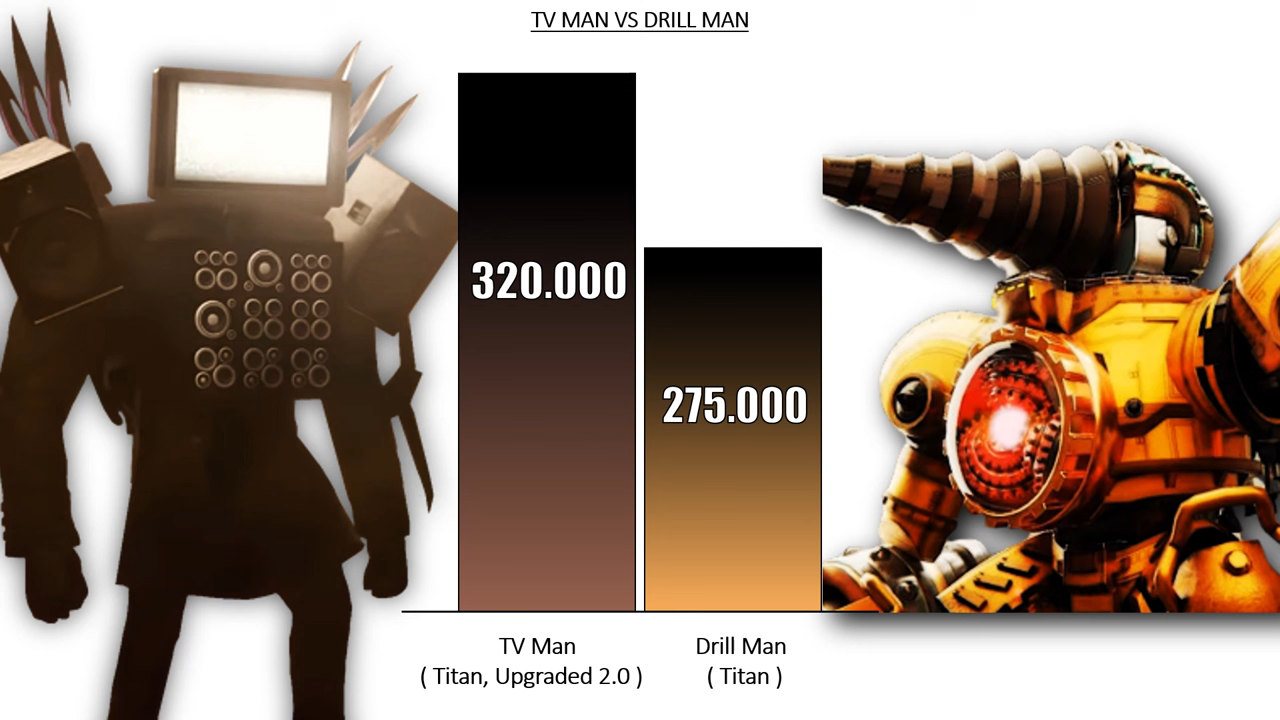 TV MAN VS DRILL MAN
320.000
275.000
TV Man
( Titan, Upgraded 2.0 )
Drill Man
( Titan )